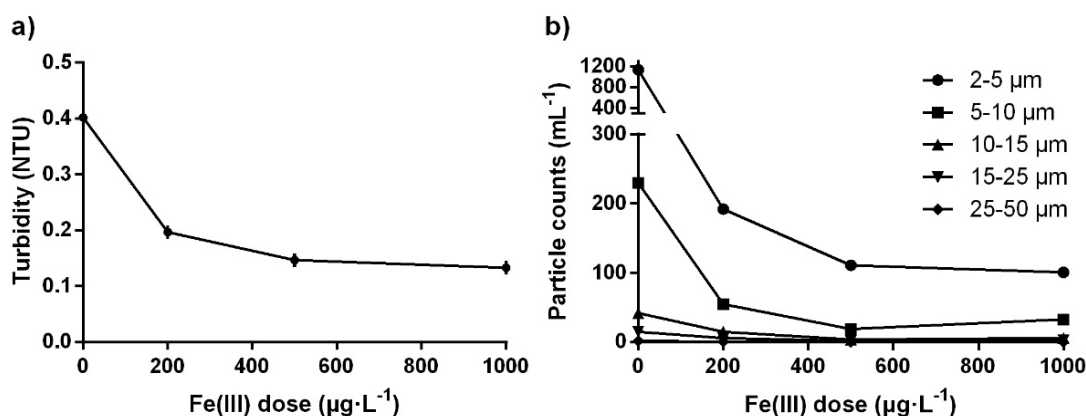 a)
0.5
0.4
0.3
0.2
0.1
0.0
Turbidity (NTU)
0 200 400 600 800 1000
Fe(III) dose (µg·L⁻¹)
b)
1200
800
400
300
200
100
0
Particle counts (mL⁻¹)
0 200 400 600 800 1000
Fe(III) dose (µg·L⁻¹)
2-5 µm
5-10 µm
10-15 µm
15-25 µm
25-50 µm